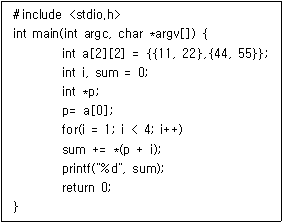 #include <stdio.h>
int main(int argc, char *argv[]) {
int a[2][2] = {{11, 22},{44, 55}};
int i, sum = 0;
int *p;
p= a[0];
for(i = 1; i < 4; i++)
sum += *(p + i);
printf("%d", sum);
return 0;
}